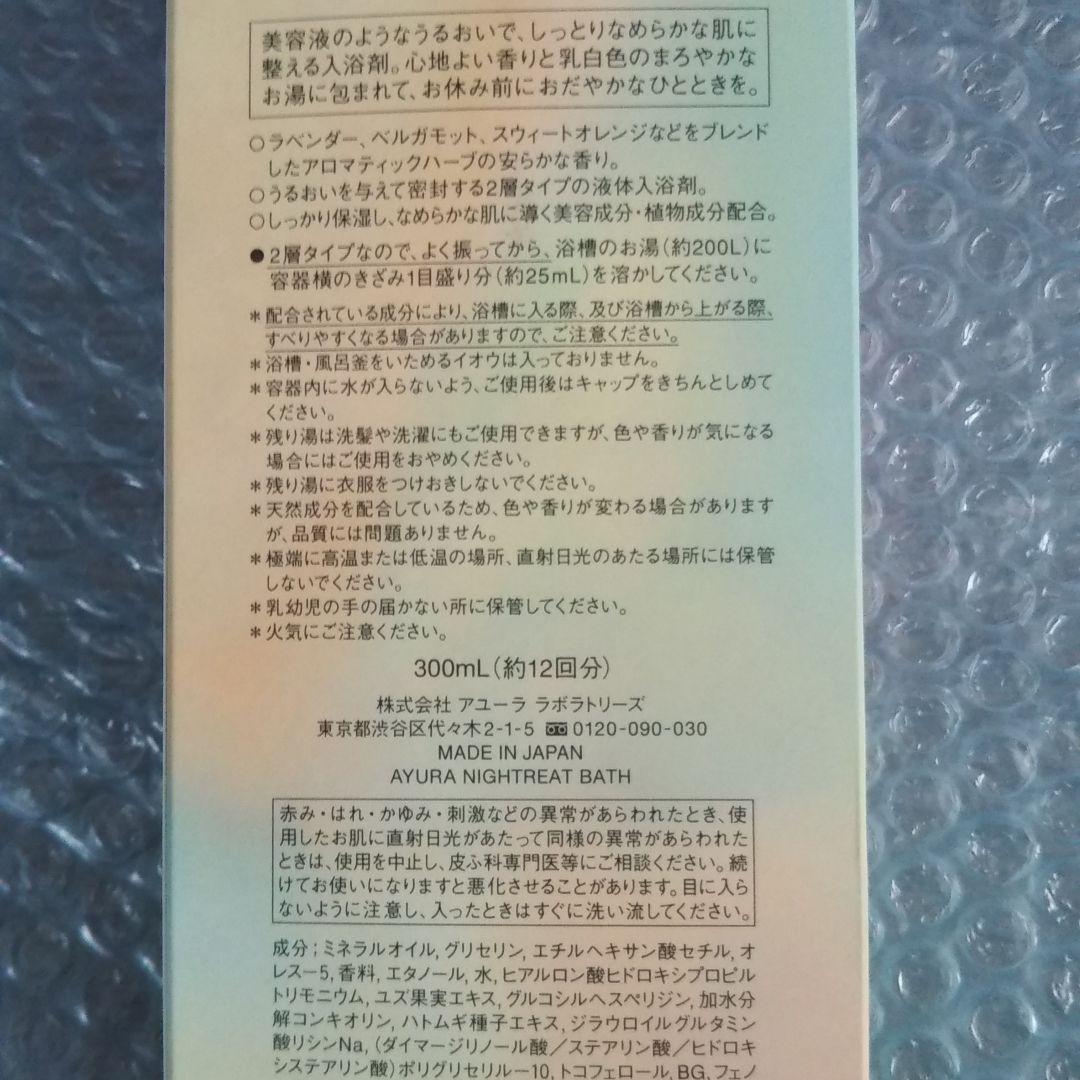 美容液のようなうるおいで、しっとりなめらかな肌に
整える入浴剤。心地よい香りと乳白色のまろやかな
お湯に包まれて、お休み前におだやかなひとときを。
○ラベンダー、ベルガモット、スウィートオレンジなどをブレンド
したアロマティックハーブの安らかな香り。
○うるおいを与えて密封する2層タイプの液体入浴剤。
○しっかり保湿し、なめらかな肌に導く美容成分・植物成分配合。
●2層タイプなので、よく振ってから、浴槽のお湯(約200L)に
容器横のきざみ1目盛り分(約25mL)を溶かしてください。
＊配合されている成分により、浴槽に入る際、及び浴槽から上がる際、
すべりやすくなる場合がありますので、ご注意ください。
＊浴槽・風呂釜をいためるイオウは入っておりません。
＊容器内に水が入らないよう、ご使用後はキャップをきちんとしめて
ください。
＊残り湯は洗髪や洗濯にもご使用できますが、色や香りが気になる
場合にはご使用をおやめください。
＊残り湯に衣服をつけおきしないでください。
＊天然成分を配合しているため、色や香りが変わる場合があります
が、品質には問題ありません。
＊極端に高温または低温の場所、直射日光のあたる場所には保管
しないでください。
＊乳幼児の手の届かない所に保管してください。
＊火気にご注意ください。
300mL(約12回分)
株式会社 アユーラ ラボラトリーズ
東京都渋谷区代々木2-1-5 0120-090-030
MADE IN JAPAN
AYURA NIGHTREAT BATH
赤み・はれ・かゆみ・刺激などの異常があらわれたとき、使
用したお肌に直射日光があたって同様の異常があらわれた
ときは、使用を中止し、皮ふ科専門医等にご相談ください。続
けてお使いになりますと悪化させることがあります。目に入ら
ないように注意し、入ったときはすぐに洗い流してください。
成分；ミネラルオイル, グリセリン, エチルヘキサン酸セチル, オ
レス－5, 香料, エタノール, 水, ヒアルロン酸ヒドロキシプロピル
トリモニウム, ユズ果実エキス, グルコシルヘスペリジン, 加水分
解コンキオリン, ハトムギ種子エキス, ジラウロイルグルタミン
酸リシンNa, (ダイマージリノール酸／ステアリン酸／ヒドロキ
システアリン酸)ポリグリセリル－10, トコフェロール, BG, フェノ